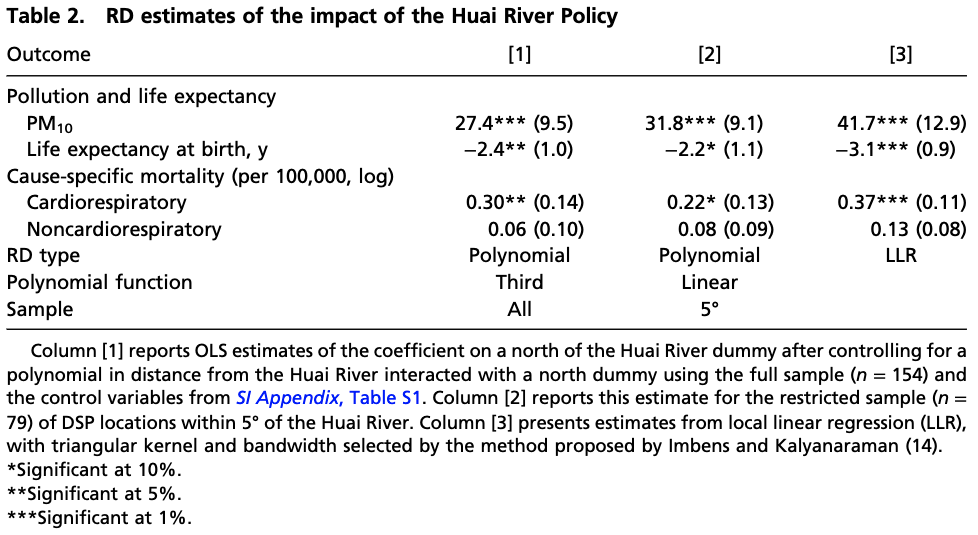 Table 2. RD estimates of the impact of the Huai River Policy
Outcome [1] [2] [3]
Pollution and life expectancy
PM10 27.4*** (9.5) 31.8*** (9.1) 41.7*** (12.9)
Life expectancy at birth, y −2.4** (1.0) −2.2* (1.1) −3.1*** (0.9)
Cause-specific mortality (per 100,000, log)
Cardiorespiratory 0.30** (0.14) 0.22* (0.13) 0.37*** (0.11)
Noncardiorespiratory 0.06 (0.10) 0.08 (0.09) 0.13 (0.08)
RD type Polynomial Polynomial LLR
Polynomial function Third Linear
Sample All 5°
Column [1] reports OLS estimates of the coefficient on a north of the Huai River dummy after controlling for a
polynomial in distance from the Huai River interacted with a north dummy using the full sample (n = 154) and
the control variables from SI Appendix, Table S1. Column [2] reports this estimate for the restricted sample (n =
79) of DSP locations within 5° of the Huai River. Column [3] presents estimates from local linear regression (LLR),
with triangular kernel and bandwidth selected by the method proposed by Imbens and Kalyanaraman (14).
*Significant at 10%.
**Significant at 5%.
***Significant at 1%.